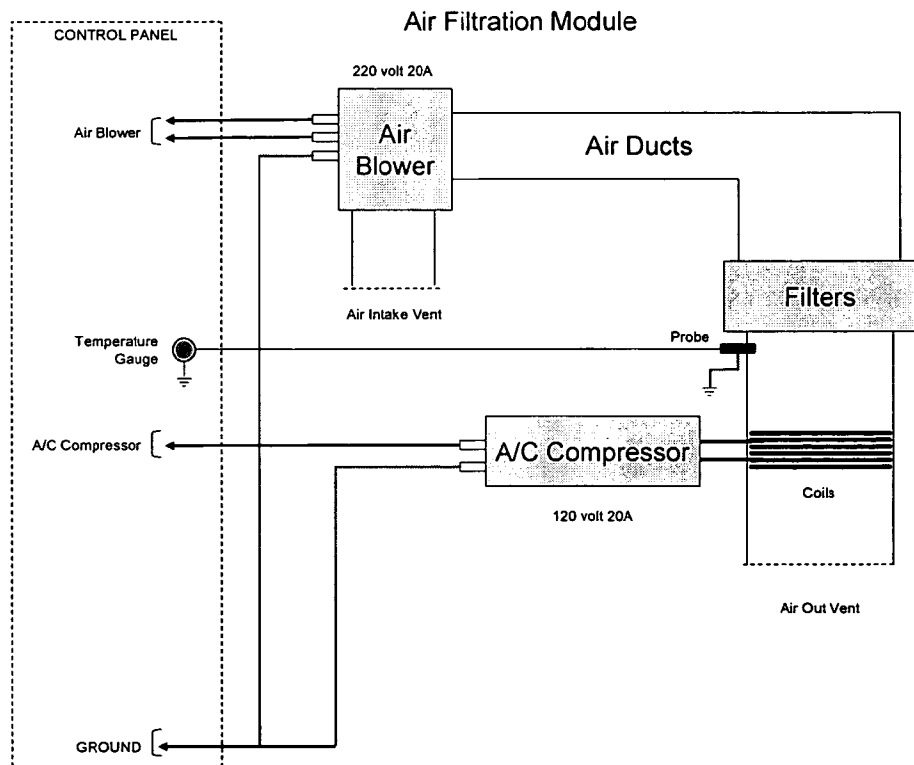 Air Filtration Module
CONTROL PANEL
220 volt 20A
Air Blower
Air
Blower
Air Ducts
Filters
Air Intake Vent
Temperature
Gauge
Probe
A/C Compressor
A/C Compressor
Coils
120 volt 20A
Air Out Vent
GROUND